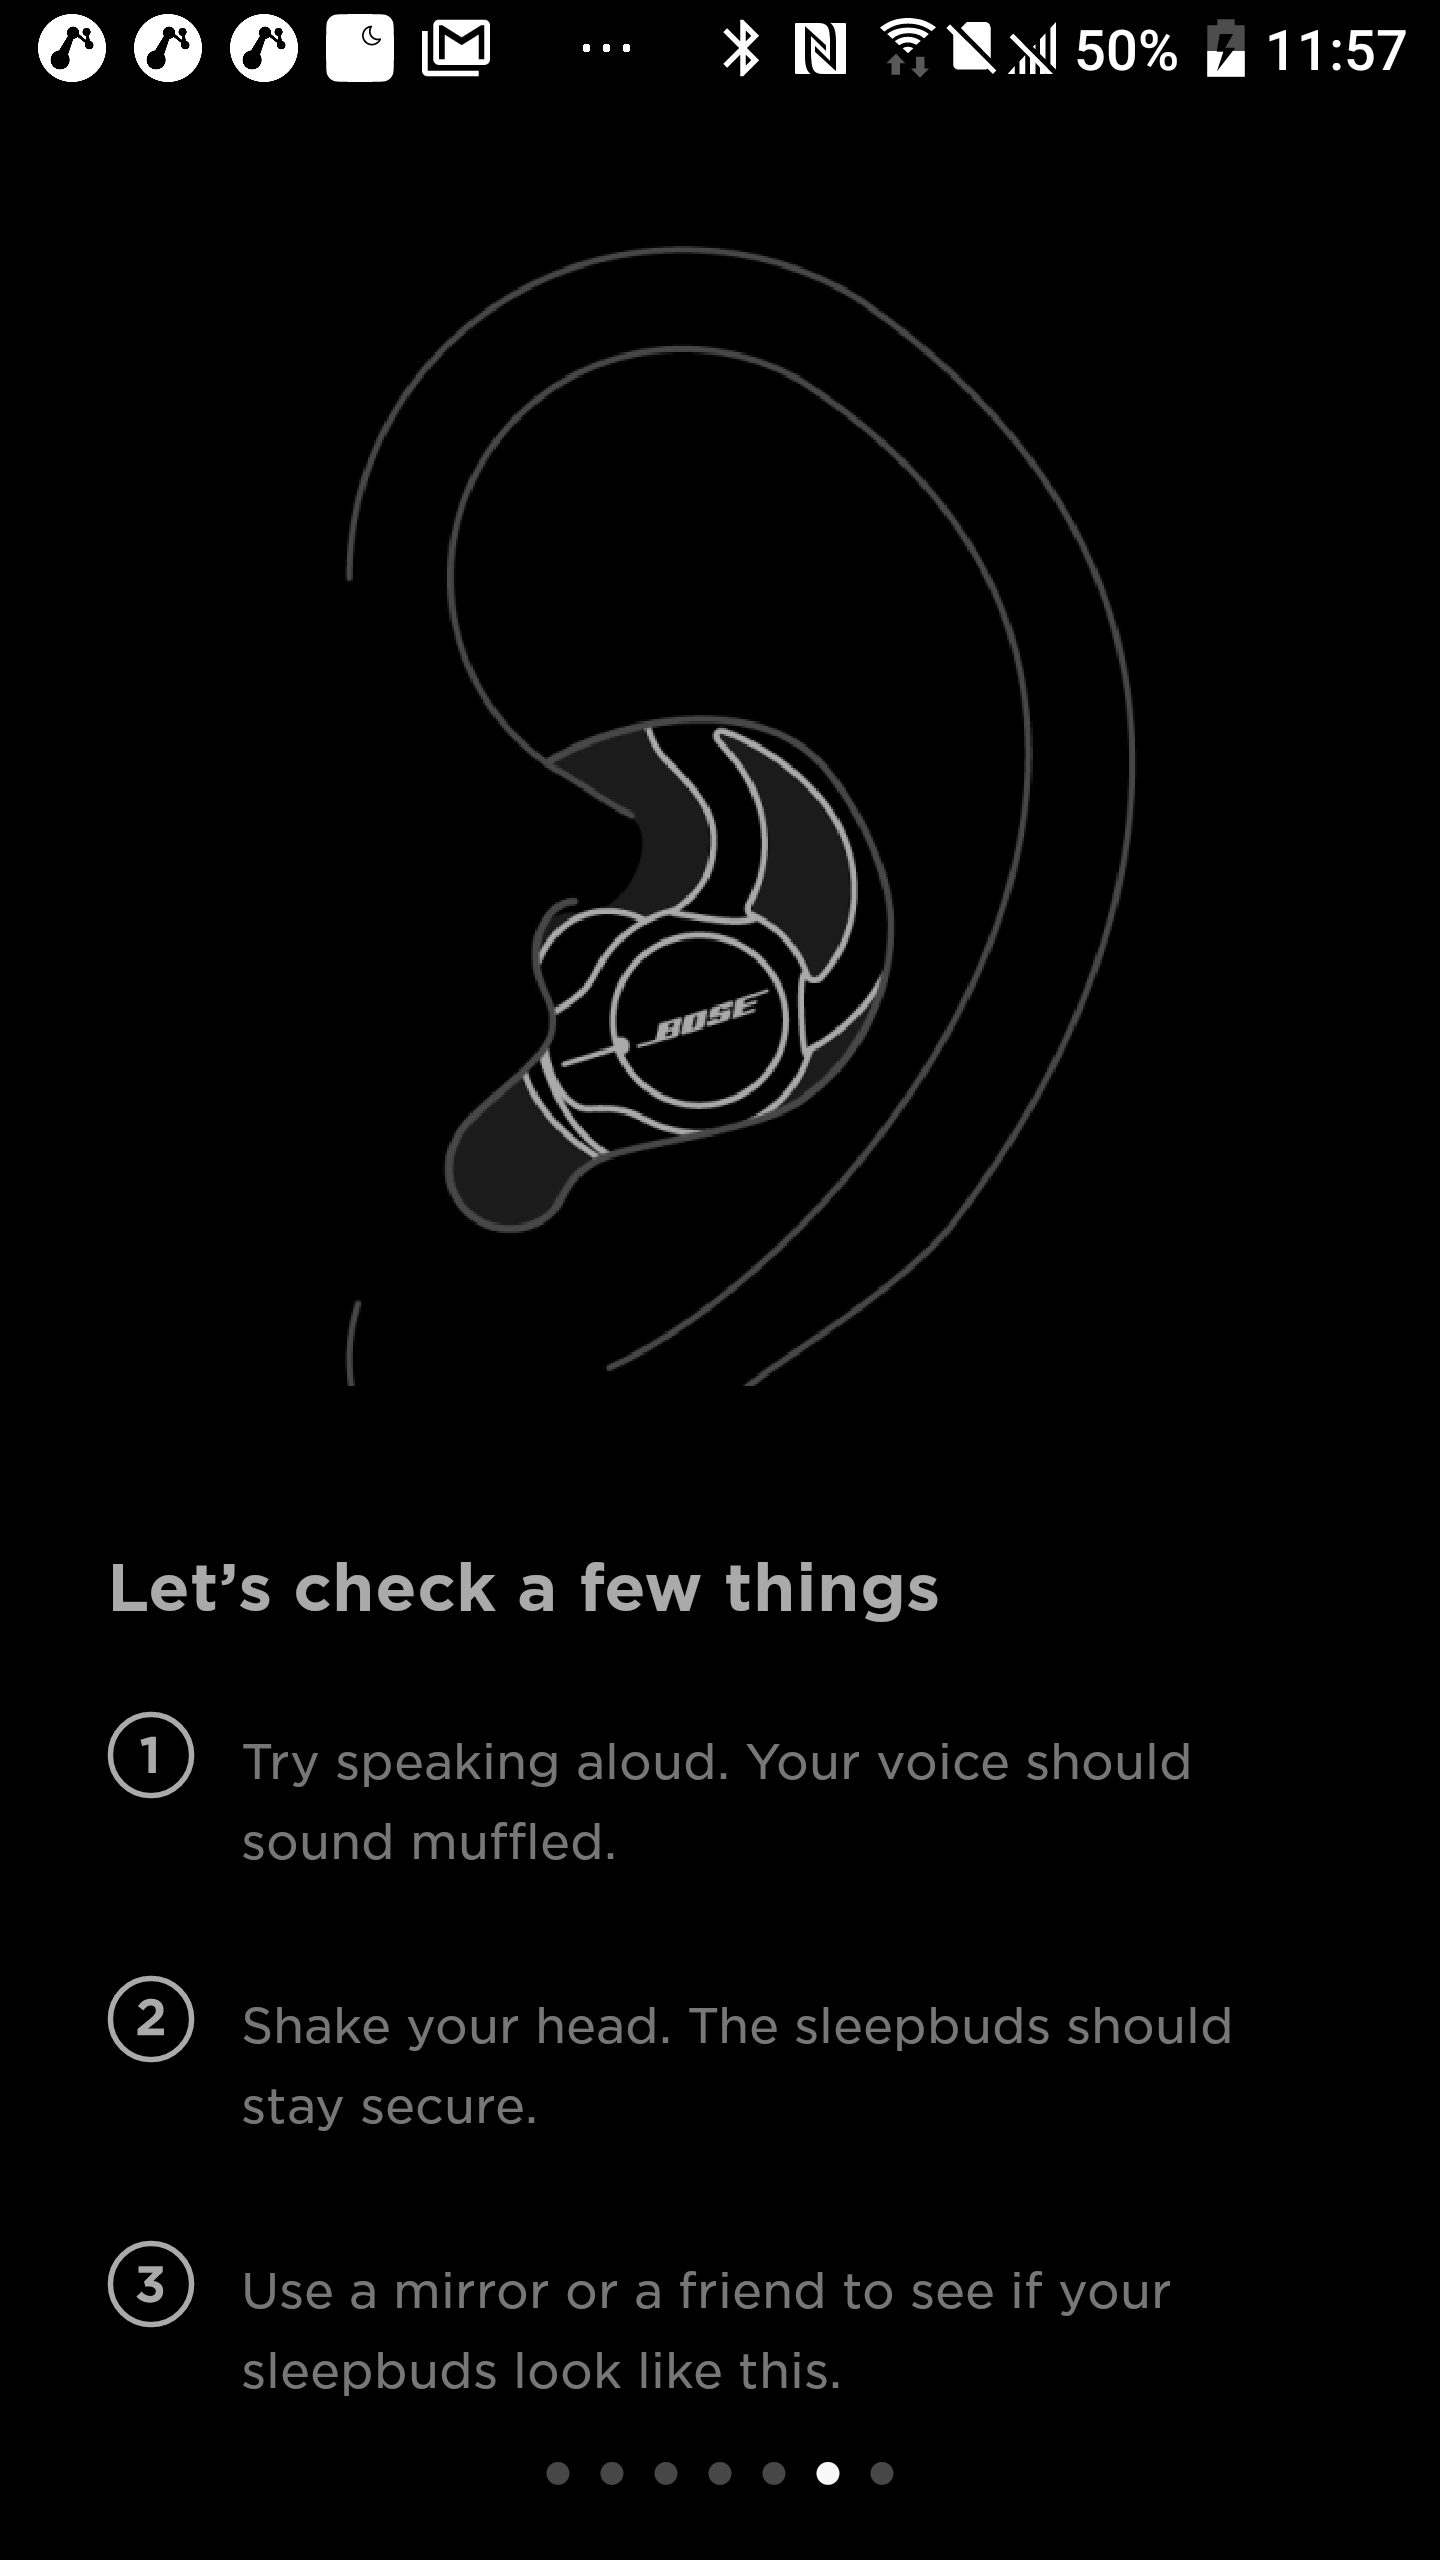 50% 11:57
BOSE
Let’s check a few things
1 Try speaking aloud. Your voice should
sound muffled.
2 Shake your head. The sleepbuds should
stay secure.
3 Use a mirror or a friend to see if your
sleepbuds look like this.